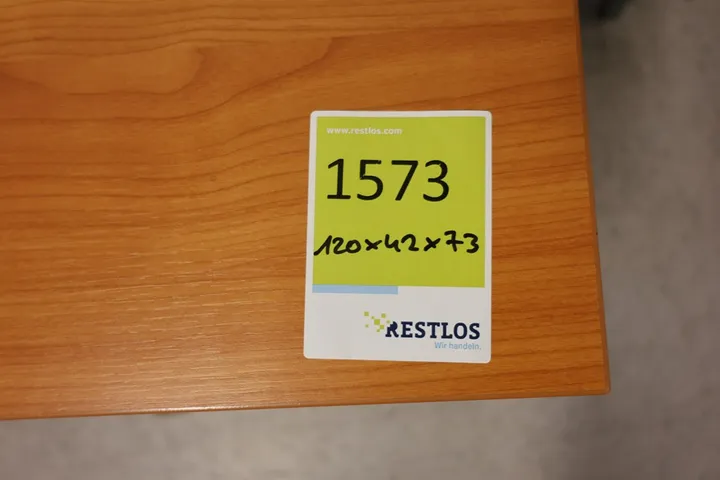 www.restlos.com
1573
120x42x73
RESTLOS
Wir handeln.